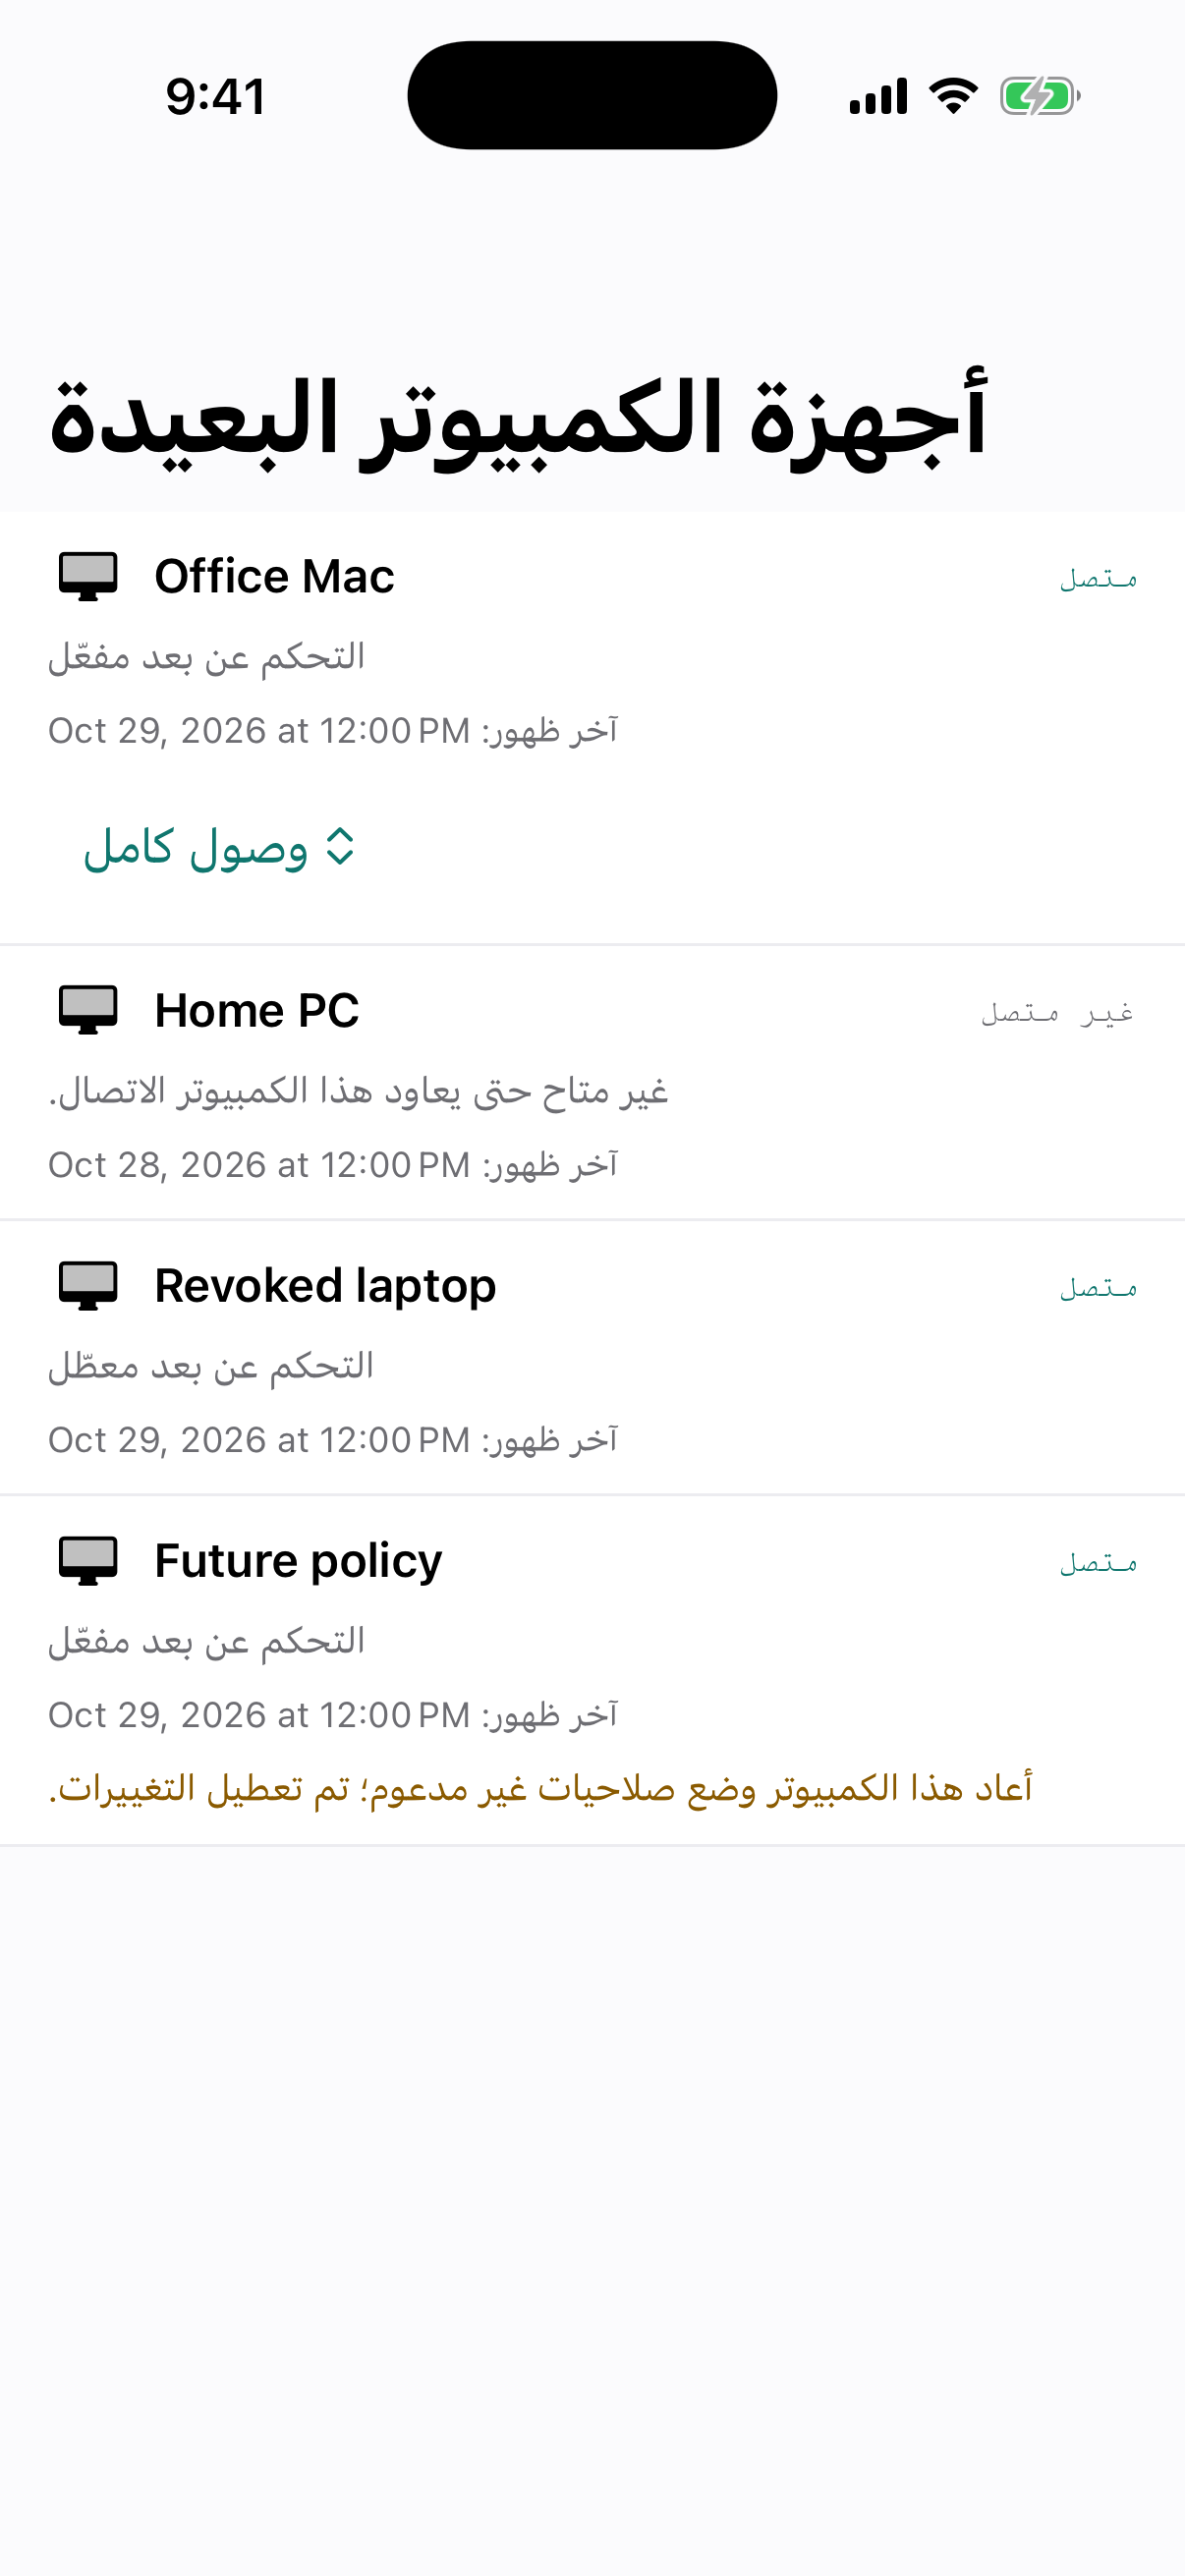 9:41
أجهزة الكمبيوتر البعيدة
Office Mac
متصل
التحكم عن بعد مفعّل
آخر ظهور: Oct 29, 2026 at 12:00 PM
وصول كامل
Home PC
غير متصل
غير متاح حتى يعاود هذا الكمبيوتر الاتصال.
آخر ظهور: Oct 28, 2026 at 12:00 PM
Revoked laptop
متصل
التحكم عن بعد معطّل
آخر ظهور: Oct 29, 2026 at 12:00 PM
Future policy
متصل
التحكم عن بعد مفعّل
آخر ظهور: Oct 29, 2026 at 12:00 PM
أعاد هذا الكمبيوتر وضع صلاحيات غير مدعوم؛ تم تعطيل التغييرات.